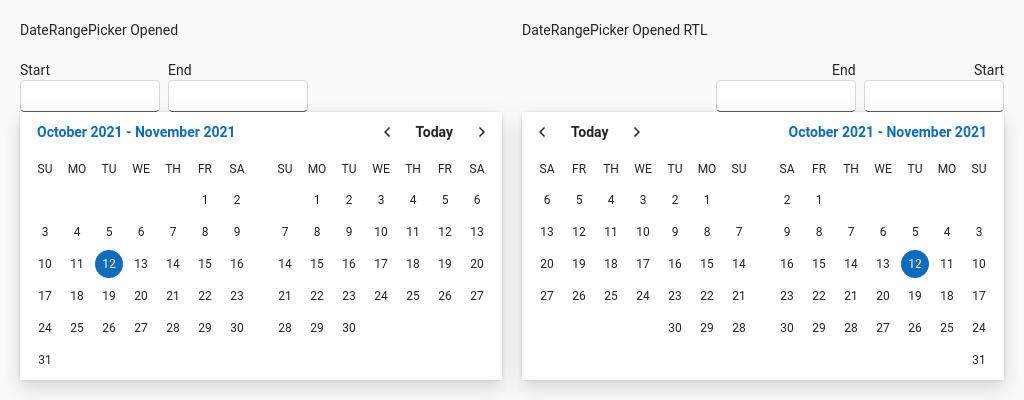 DateRangePicker Opened
Start End
October 2021 - November 2021 Today
SU MO TU WE TH FR SA SU MO TU WE TH FR SA
1 2 1 2 3 4 5 6
3 4 5 6 7 8 9 7 8 9 10 11 12 13
10 11 12 13 14 15 16 14 15 16 17 18 19 20
17 18 19 20 21 22 23 21 22 23 24 25 26 27
24 25 26 27 28 29 30 28 29 30
31
DateRangePicker Opened RTL
End Start
Today October 2021 - November 2021
SA FR TH WE TU MO SU SA FR TH WE TU MO SU
6 5 4 3 2 1 2 1
13 12 11 10 9 8 7 9 8 7 6 5 4 3
20 19 18 17 16 15 14 16 15 14 13 12 11 10
27 26 25 24 23 22 21 23 22 21 20 19 18 17
30 29 28 30 29 28 27 26 25 24
31